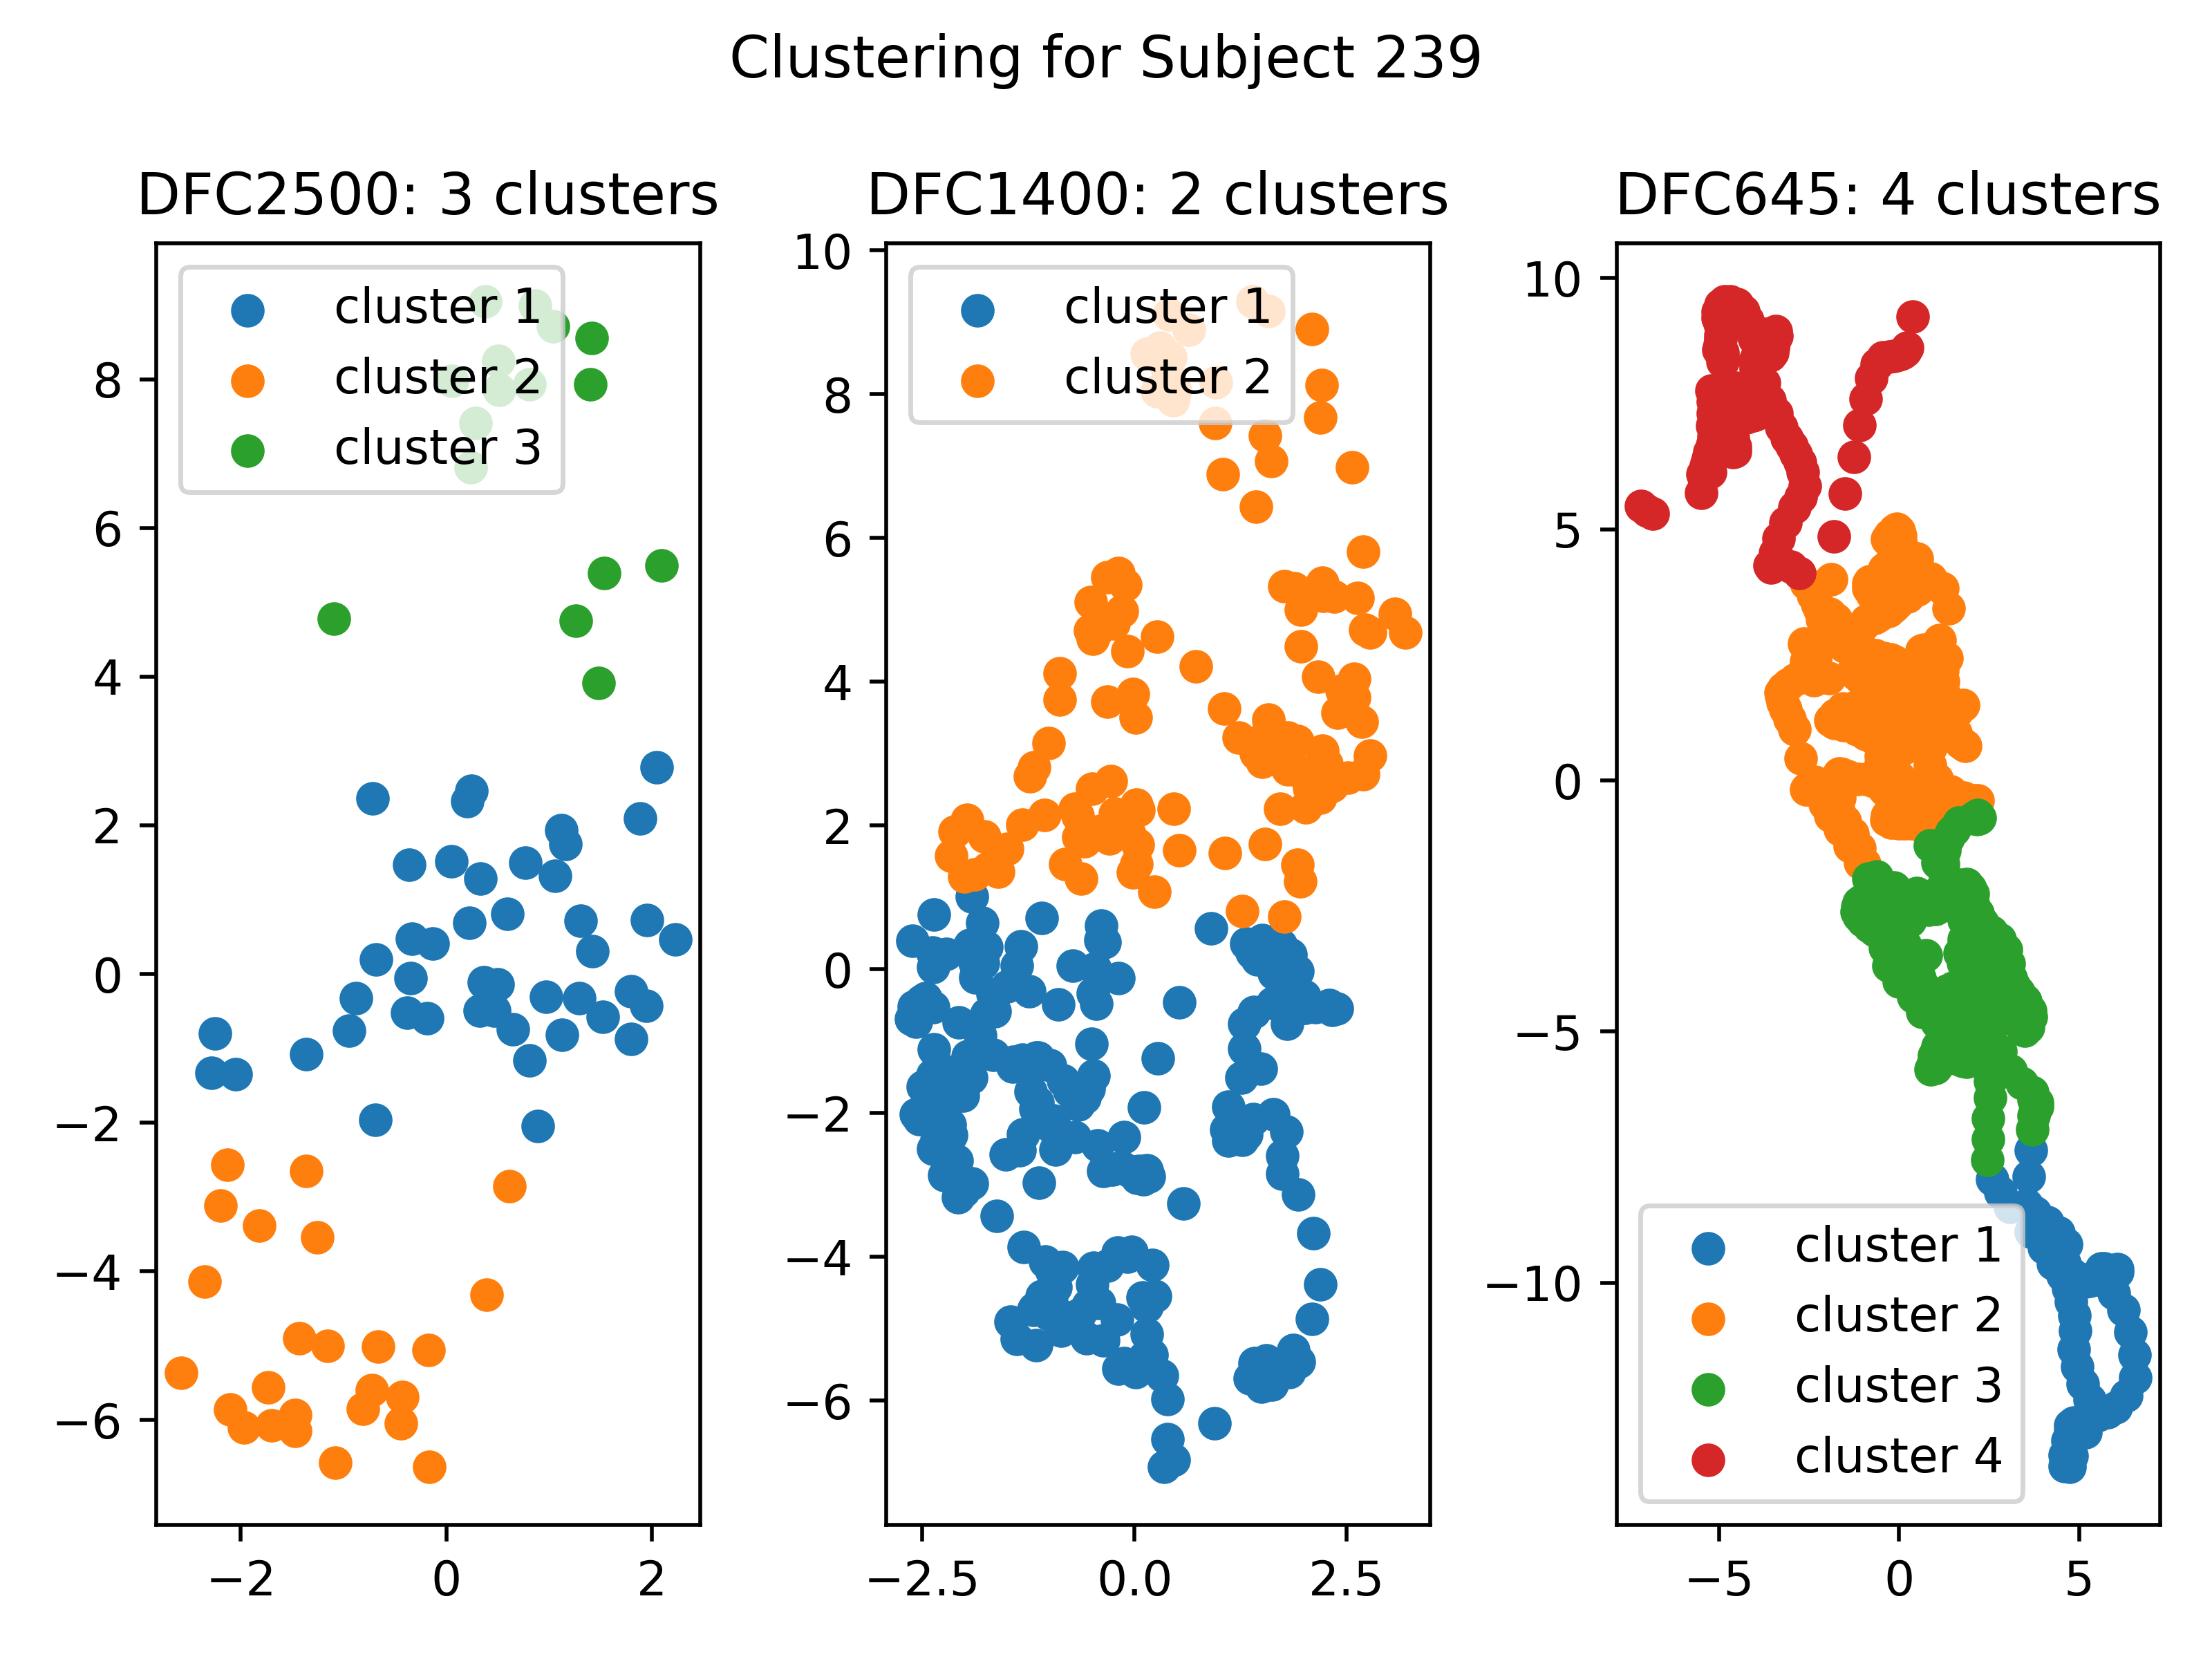 Clustering for Subject 239
DFC2500: 3 clusters
cluster 1
cluster 2
cluster 3
8
6
4
2
0
−2
−4
−6
−2 0 2
DFC1400: 2 clusters
cluster 1
cluster 2
10
8
6
4
2
0
−2
−4
−6
−2.5 0.0 2.5
DFC645: 4 clusters
10
5
0
−5
−10
cluster 1
cluster 2
cluster 3
cluster 4
−5 0 5